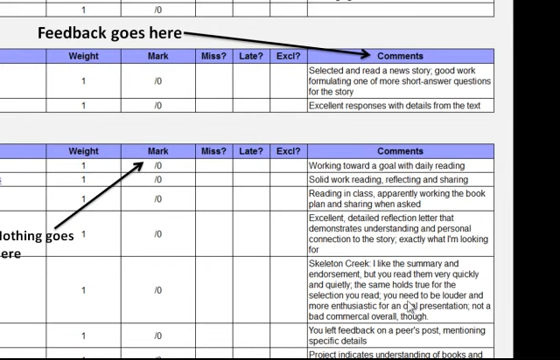 Feedback goes here
Weight Mark Miss? Late? Excl? Comments
1 /0 Selected and read a news story; good work
formulating one of more short-answer questions
for the story
1 /0 Excellent responses with details from the text
Weight Mark Miss? Late? Excl? Comments
1 /0 Working toward a goal with daily reading
1 /0 Solid work reading, reflecting and sharing
1 /0 Reading in class, apparently working the book
plan and sharing when asked
Nothing goes
here
1 /0 Excellent, detailed reflection letter that
demonstrates understanding and personal
connection to the story; exactly what I'm looking
for
1 /0 Skeleton Creek: I like the summary and
endorsement, but you read them very quickly
and quietly; the same holds true for the
selection you read; you need to be louder and
more enthusiastic for an oral presentation; not a
bad commercal overall, though.
1 /0 You left feedback on a peer's post, mentioning
specific details
Project indicates understanding of books and